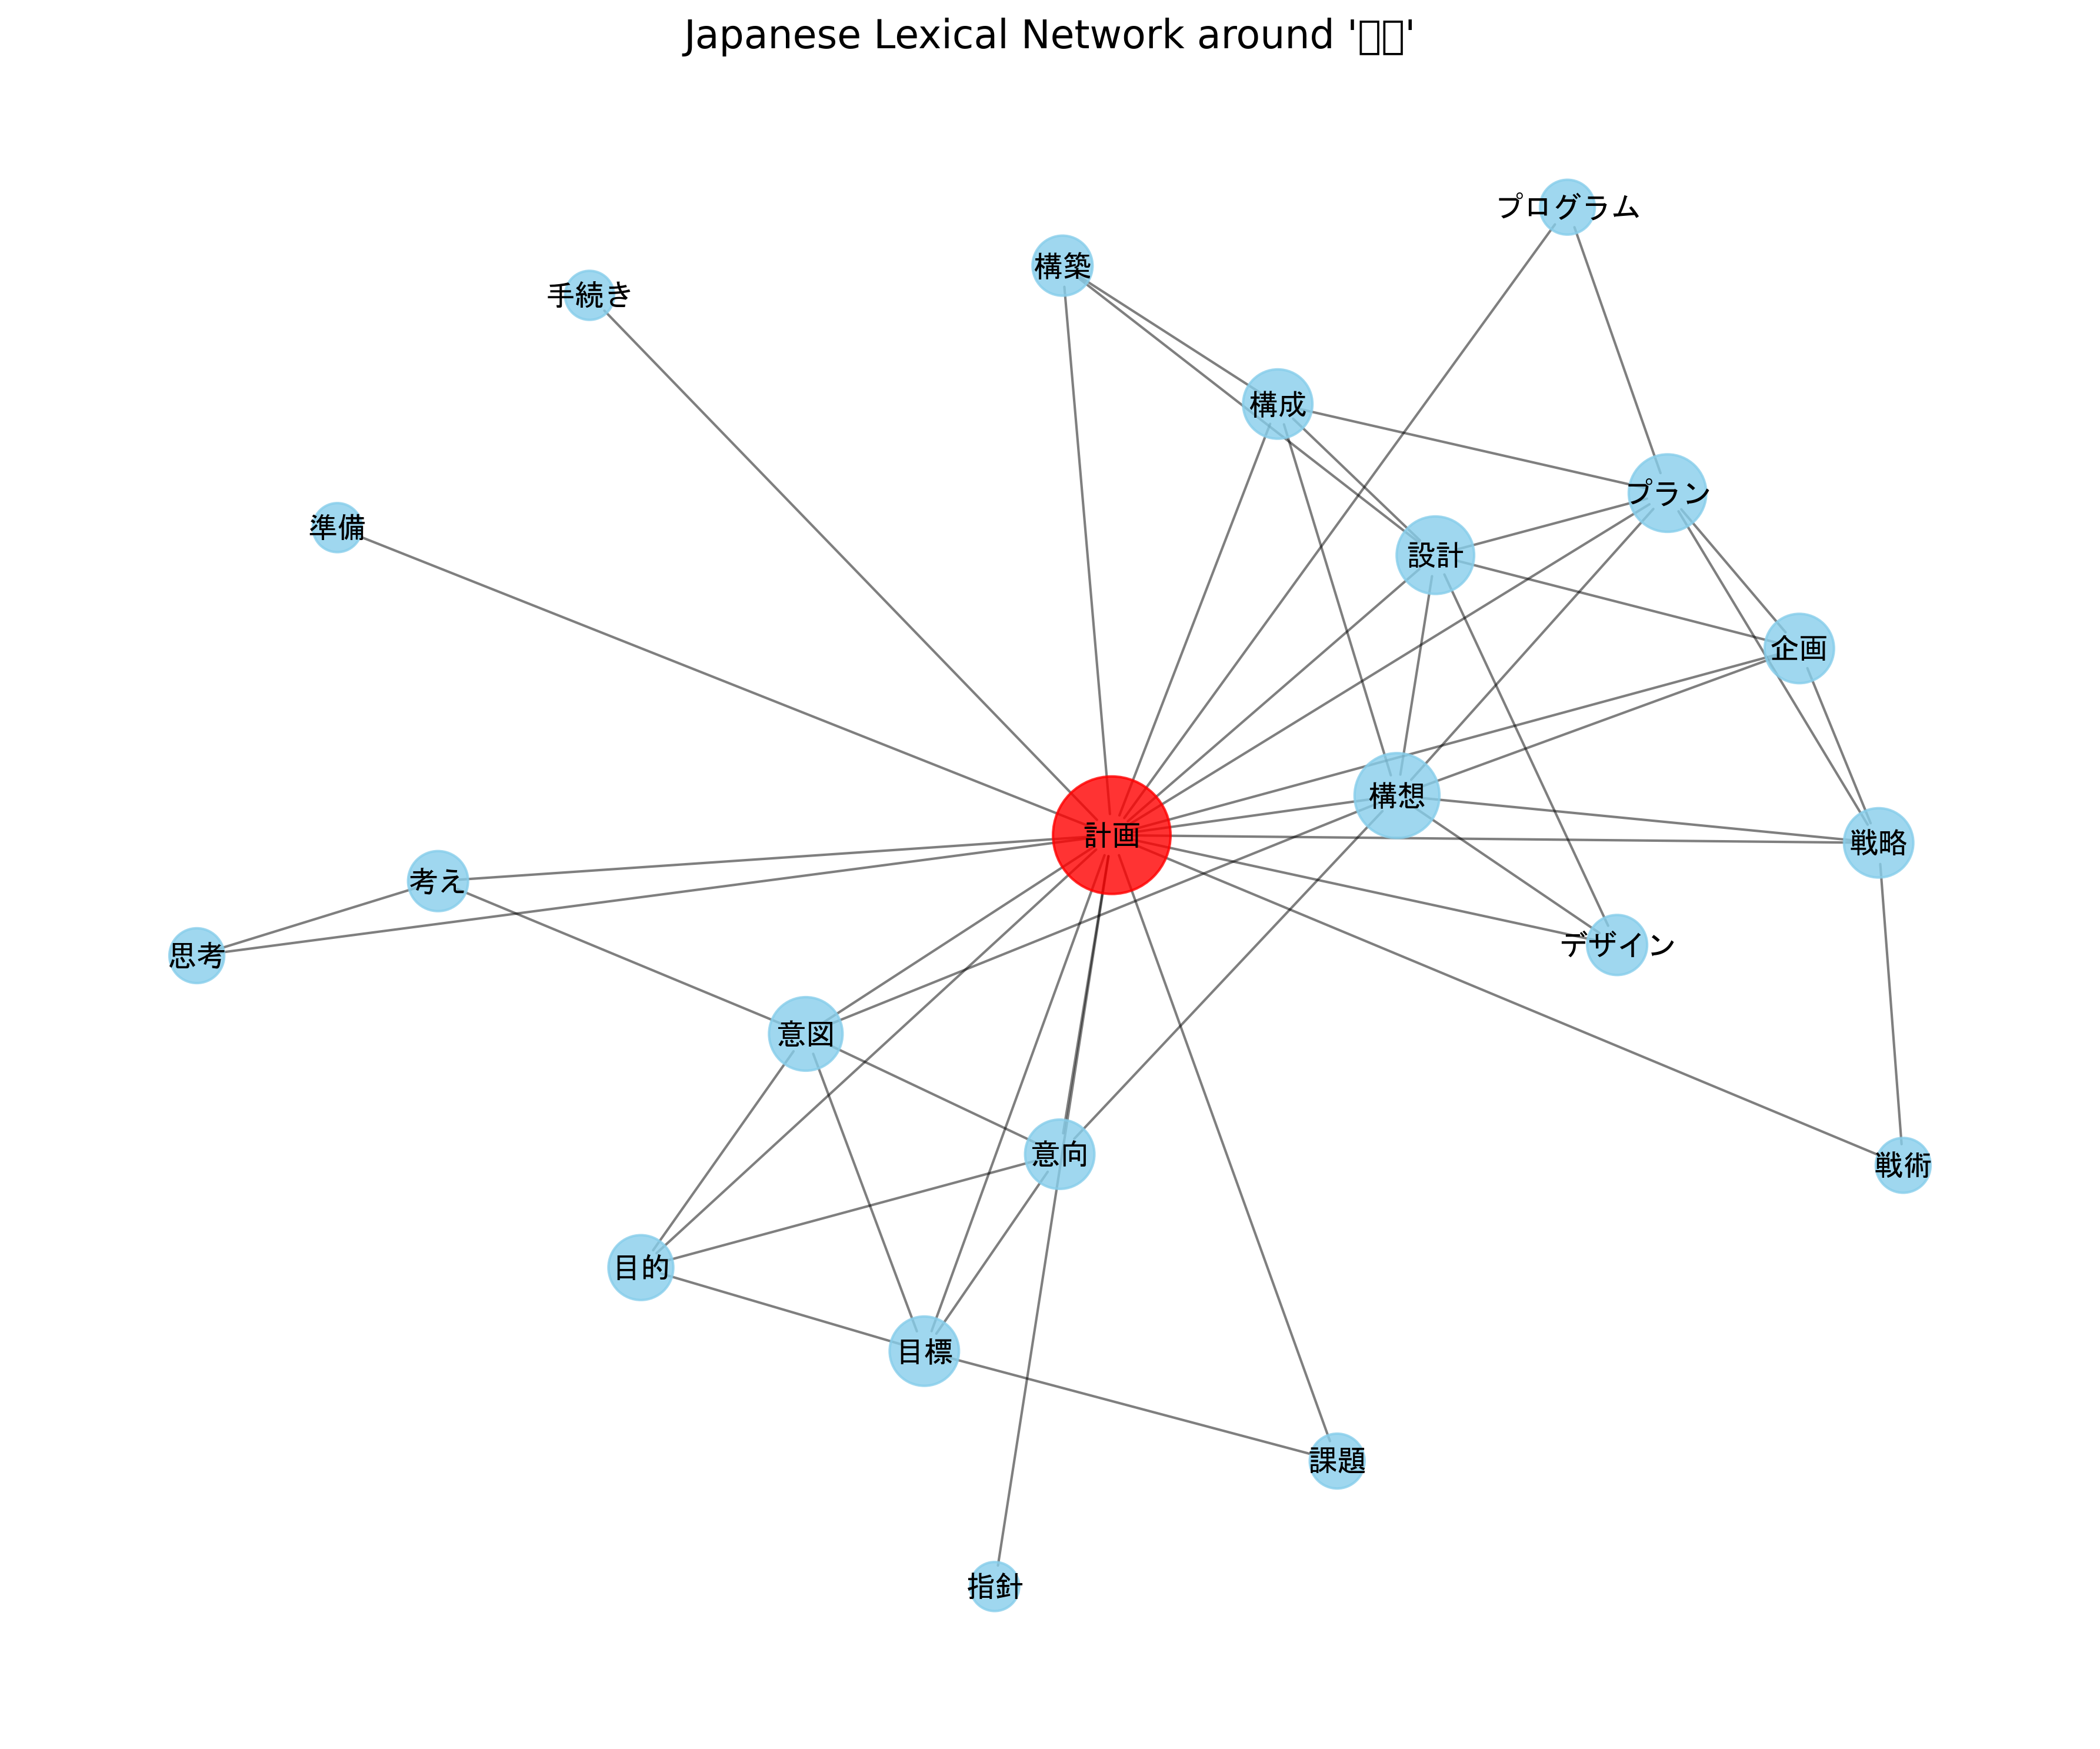 Japanese Lexical Network around '□□'
プログラム
構築
手続き
構成
プラン
準備
設計
企画
構想
計画
戦略
考え
デザイン
思考
意図
意向
戦術
目的
目標
課題
指針